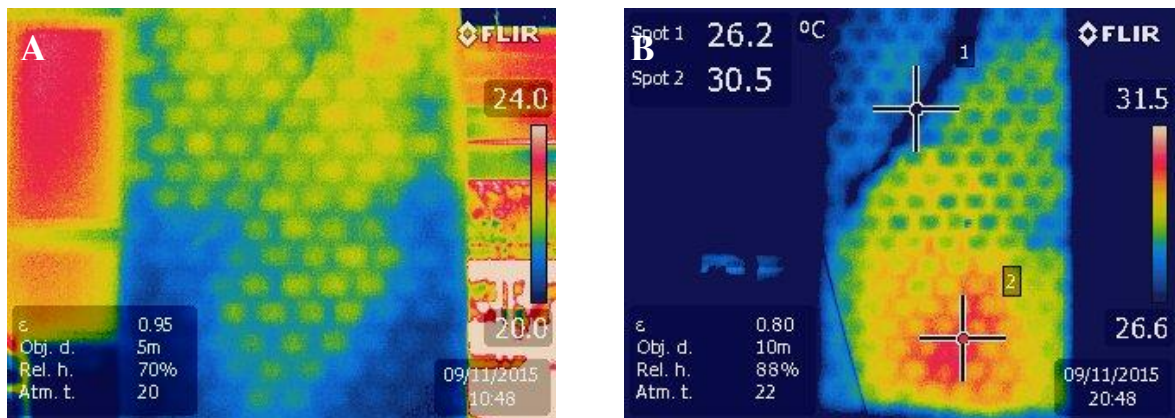 A
FLIR
24.0
20.0
ε 0.95
Obj. d. 5m
Rel. h. 70%
Atm. t. 20
09/11/2015
10:48
B
Spot 1 26.2 °C
Spot 2 30.5
1
FLIR
31.5
2
26.6
ε 0.80
Obj. d. 10m
Rel. h. 88%
Atm. t. 22
09/11/2015
20:48